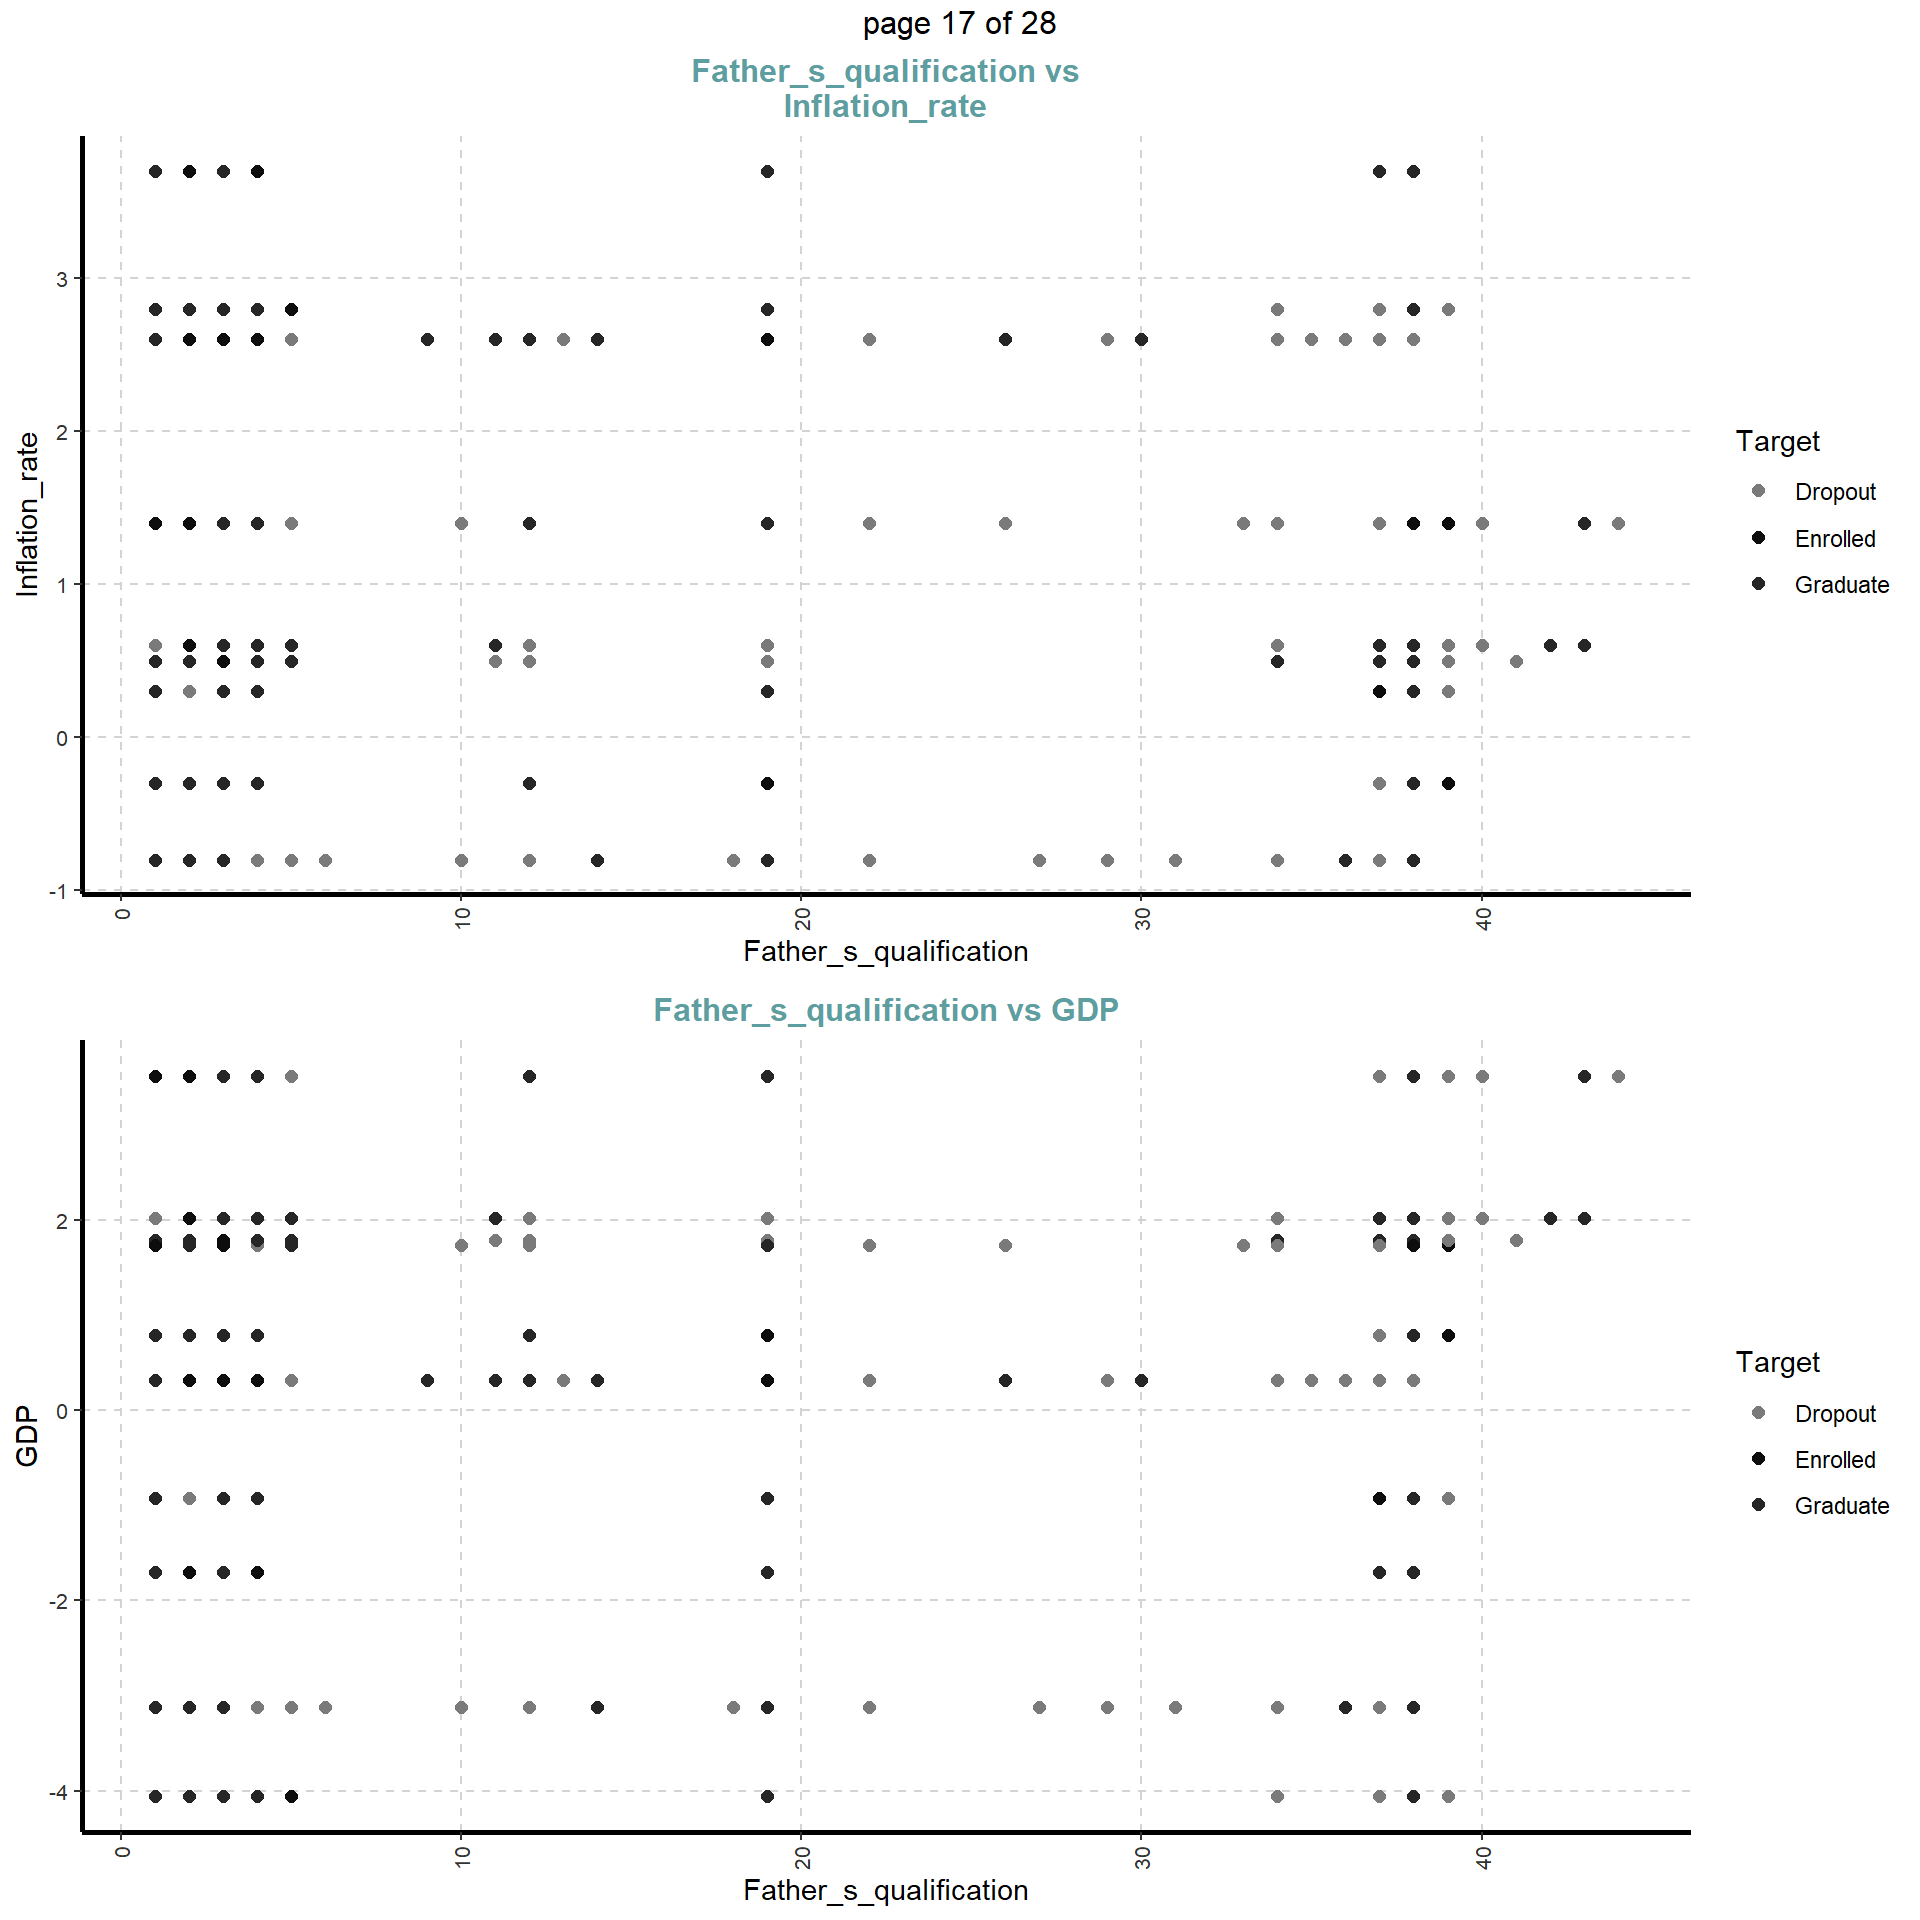 page 17 of 28
Father_s_qualification vs
Inflation_rate
Inflation_rate
3
2
1
0
-1
0
10
20
30
40
Father_s_qualification
Target
Dropout
Enrolled
Graduate
Father_s_qualification vs GDP
GDP
2
0
-2
-4
0
10
20
30
40
Father_s_qualification
Target
Dropout
Enrolled
Graduate